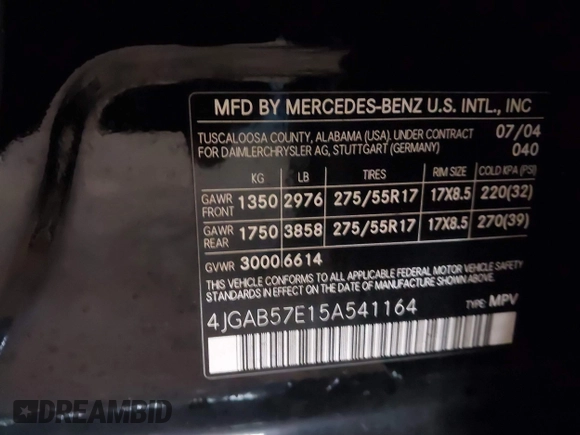 MFD BY MERCEDES-BENZ U.S. INTL., INC
TUSCALOOSA COUNTY, ALABAMA (USA). UNDER CONTRACT 07/04
FOR DAIMLERCHRYSLER AG, STUTTGART (GERMANY) 040
KG LB TIRES RIM SIZE COLD KPA (PSI)
GAWR FRONT 1350 2976 275/55R17 17X8.5 220(32)
GAWR REAR 1750 3858 275/55R17 17X8.5 270(39)
GVWR 3000 6614
THIS VEHICLE CONFORMS TO ALL APPLICABLE FEDERAL MOTOR VEHICLE SAFETY
STANDARDS IN EFFECT ON THE DATE OF MANUFACTURE SHOWN ABOVE.
4JGAB57E15A541164 TYPE: MPV
DREAMBID